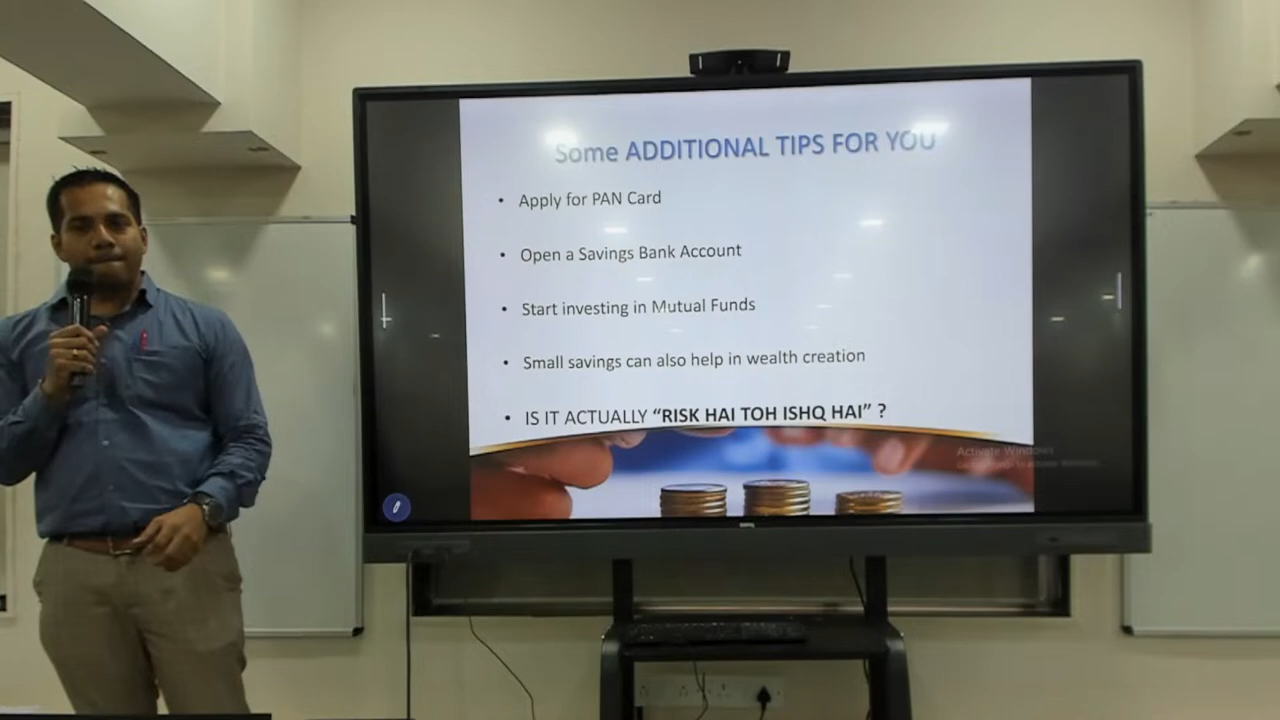 Some ADDITIONAL TIPS FOR YOU
• Apply for PAN Card
• Open a Savings Bank Account
• Start investing in Mutual Funds
• Small savings can also help in wealth creation
• IS IT ACTUALLY “RISK HAI TOH ISHQ HAI” ?
Activate Windows